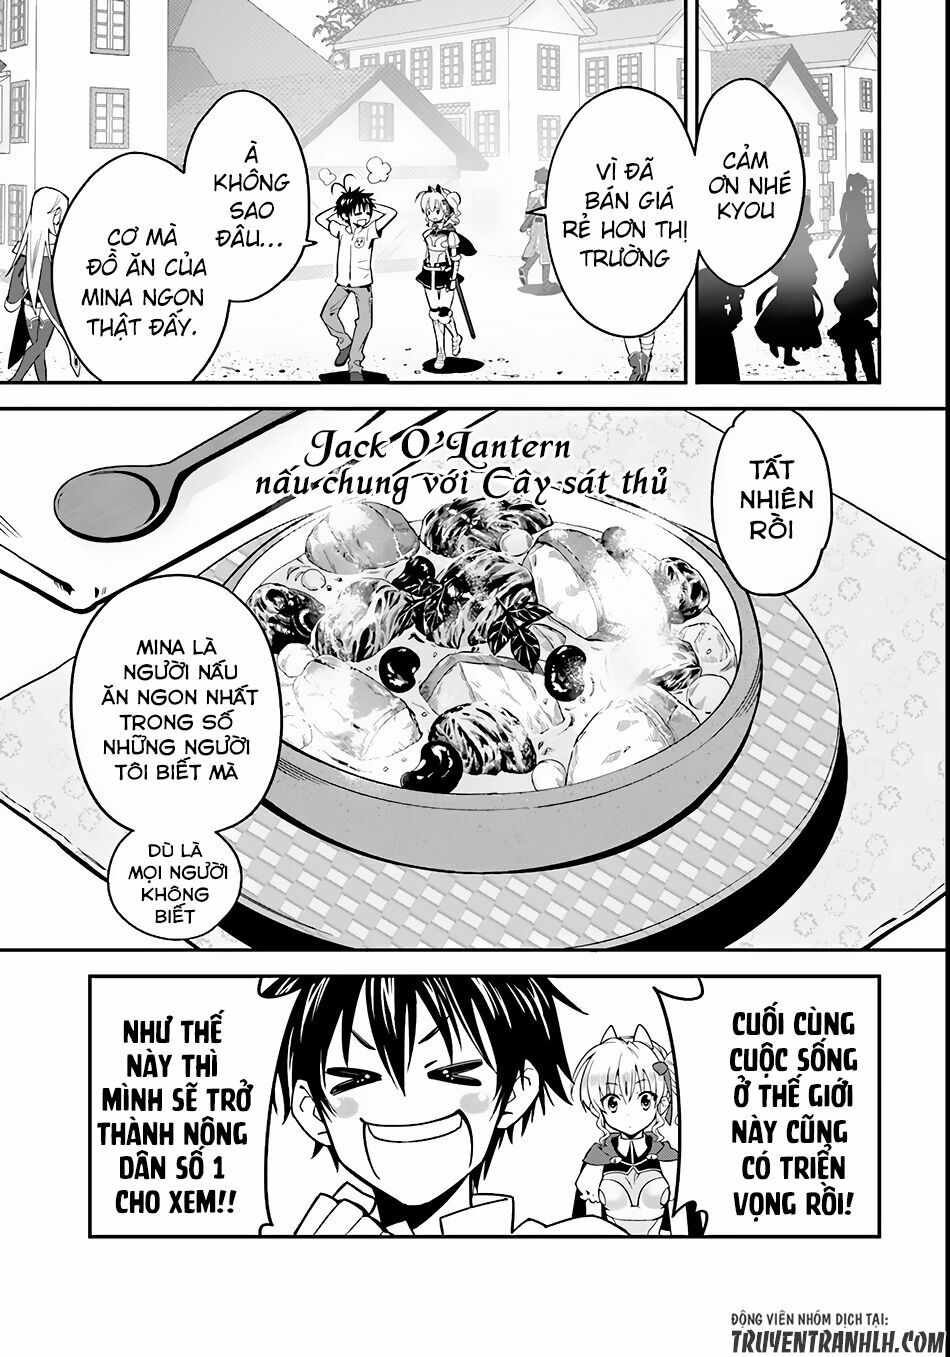 CẢM
ƠN NHÉ
KYOU
VÌ ĐÃ
BÁN GIÁ
RẺ HƠN THỊ
TRƯỜNG
À
KHÔNG
SAO
ĐÂU...
CƠ MÀ
ĐỒ ĂN CỦA
MINA NGON
THẬT ĐẤY.
TẤT
NHIÊN
RỒI
Jack O'Lantern
nấu chung với Cây sát thủ
MINA LÀ
NGƯỜI NẤU
ĂN NGON NHẤT
TRONG SỐ
NHỮNG NGƯỜI
TÔI BIẾT MÀ
DÙ LÀ
MỌI NGƯỜI
KHÔNG
BIẾT
CUỐI CÙNG
CUỘC SỐNG
Ở THẾ GIỚI
NÀY CŨNG
CÓ TRIỂN
VỌNG RỒI!
NHƯ THẾ
NÀY THÌ
MÌNH SẼ TRỞ
THÀNH NÔNG
DÂN SỐ 1
CHO XEM!!
ĐỘNG VIÊN NHÓM DỊCH TẠI:
TRUYENTRANHLH.COM